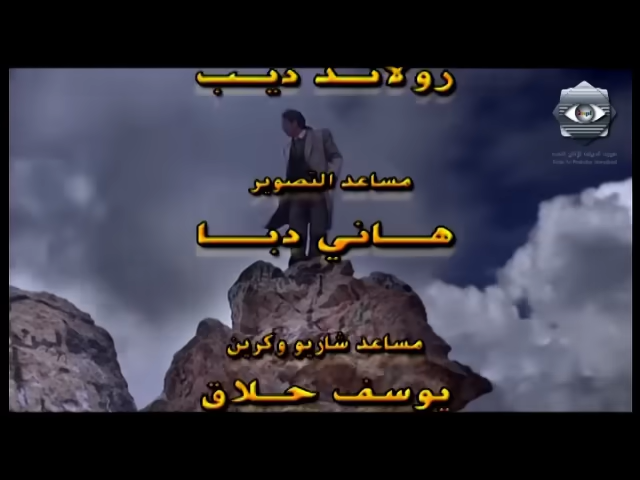 رولاند ديب
مساعد التصوير
هاني دبا
مساعد شاريو وكرين
يوسف حلاق